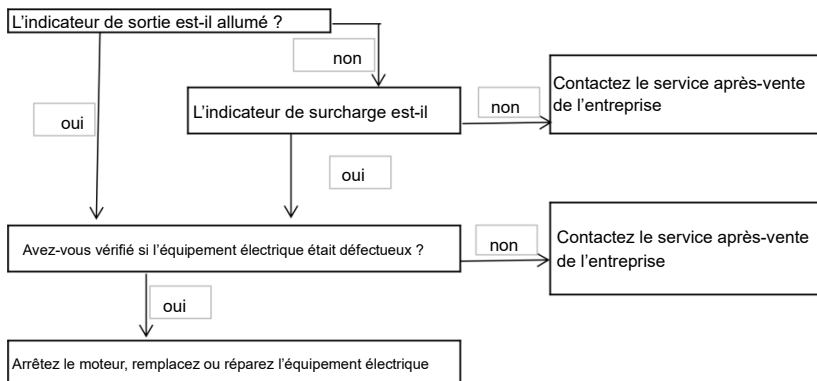 L’indicateur de sortie est-il allumé ?
non
Contactez le service après-vente
de l’entreprise
L’indicateur de surcharge est-il
non
oui
oui
Avez-vous vérifié si l’équipement électrique était défectueux ?
non
Contactez le service après-vente
de l’entreprise
oui
Arrêtez le moteur, remplacez ou réparez l’équipement électrique